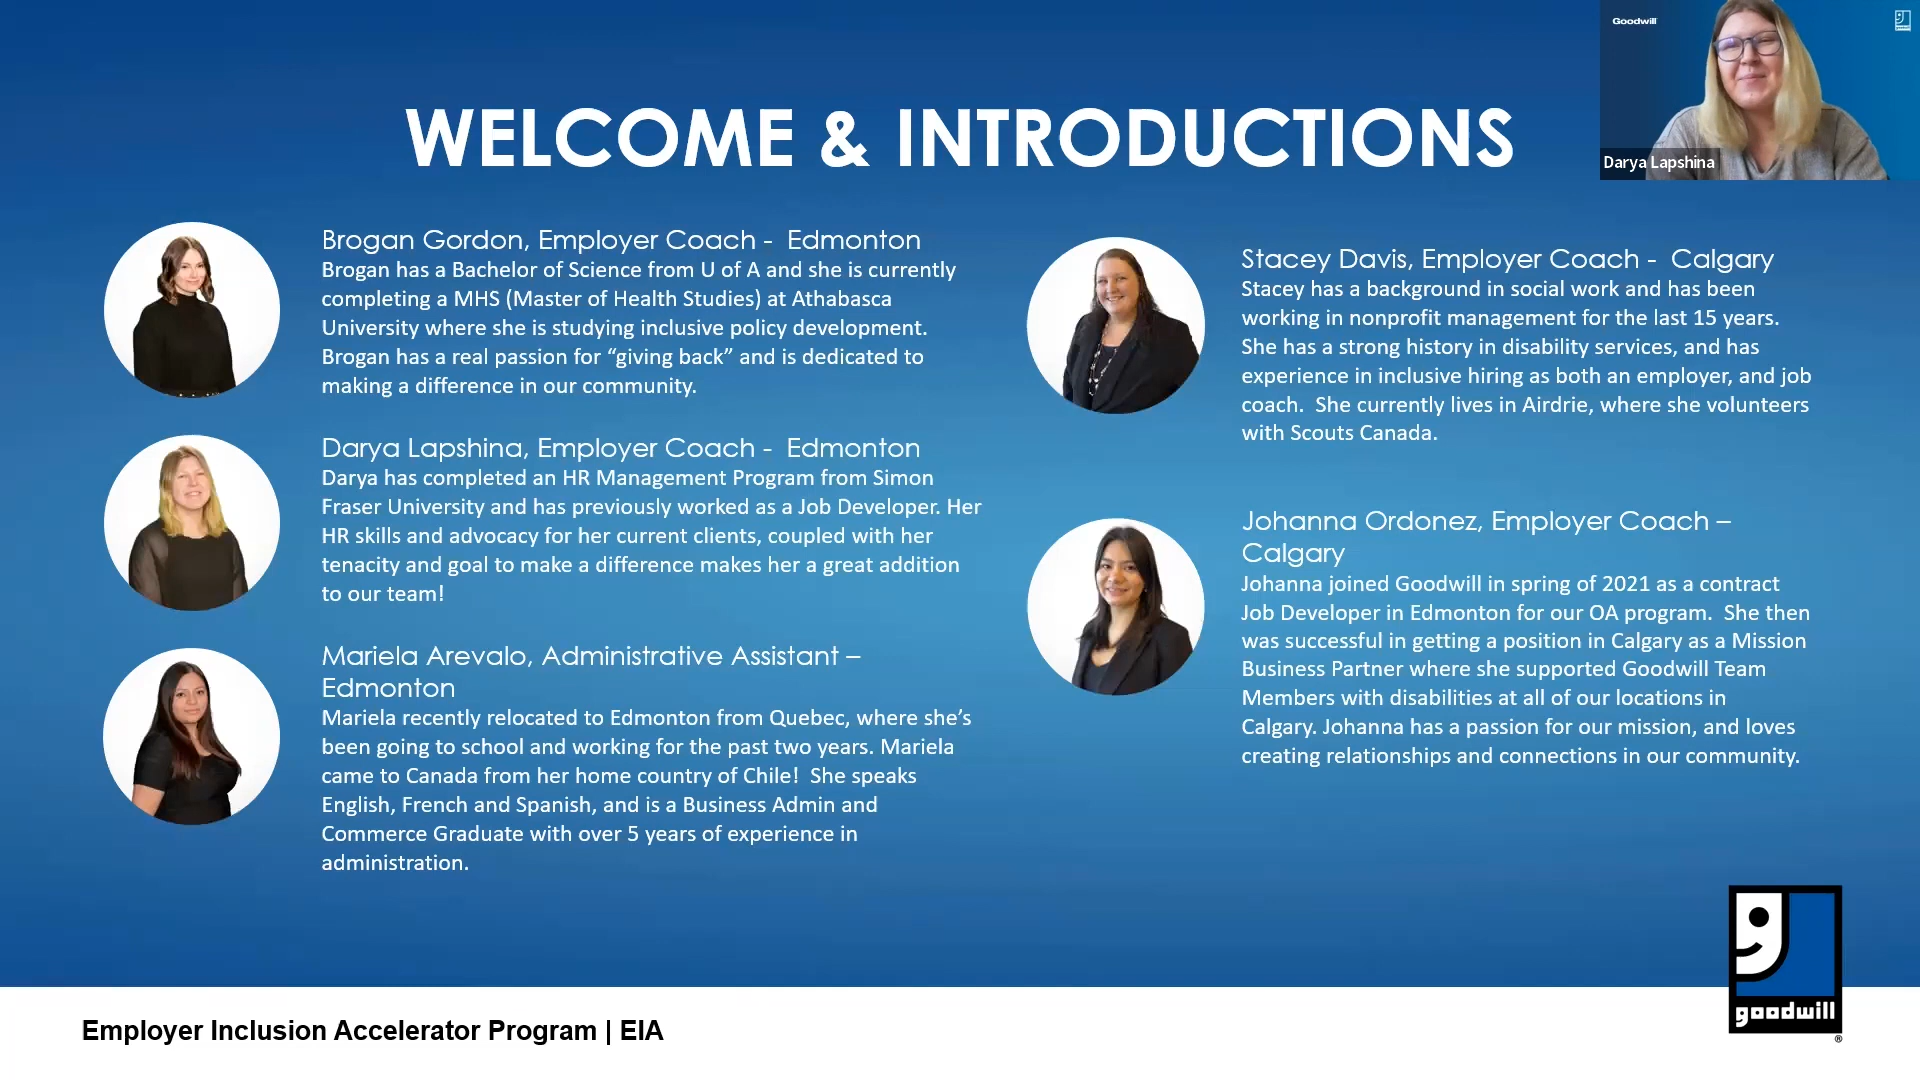 Goodwill
Darya Lapshina
WELCOME & INTRODUCTIONS
Brogan Gordon, Employer Coach - Edmonton
Brogan has a Bachelor of Science from U of A and she is currently
completing a MHS (Master of Health Studies) at Athabasca
University where she is studying inclusive policy development.
Brogan has a real passion for “giving back” and is dedicated to
making a difference in our community.
Darya Lapshina, Employer Coach - Edmonton
Darya has completed an HR Management Program from Simon
Fraser University and has previously worked as a Job Developer. Her
HR skills and advocacy for her current clients, coupled with her
tenacity and goal to make a difference makes her a great addition
to our team!
Mariela Arevalo, Administrative Assistant –
Edmonton
Mariela recently relocated to Edmonton from Quebec, where she’s
been going to school and working for the past two years. Mariela
came to Canada from her home country of Chile! She speaks
English, French and Spanish, and is a Business Admin and
Commerce Graduate with over 5 years of experience in
administration.
Stacey Davis, Employer Coach - Calgary
Stacey has a background in social work and has been
working in nonprofit management for the last 15 years.
She has a strong history in disability services, and has
experience in inclusive hiring as both an employer, and job
coach. She currently lives in Airdrie, where she volunteers
with Scouts Canada.
Johanna Ordonez, Employer Coach –
Calgary
Johanna joined Goodwill in spring of 2021 as a contract
Job Developer in Edmonton for our OA program. She then
was successful in getting a position in Calgary as a Mission
Business Partner where she supported Goodwill Team
Members with disabilities at all of our locations in
Calgary. Johanna has a passion for our mission, and loves
creating relationships and connections in our community.
goodwill
®
Employer Inclusion Accelerator Program | EIA